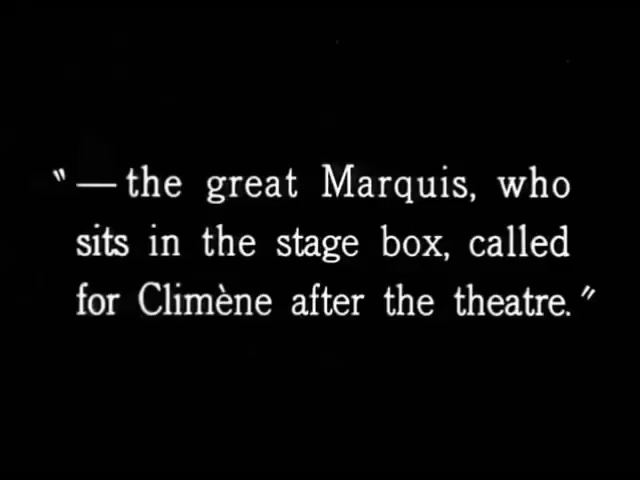 "—the great Marquis, who
sits in the stage box, called
for Climène after the theatre."